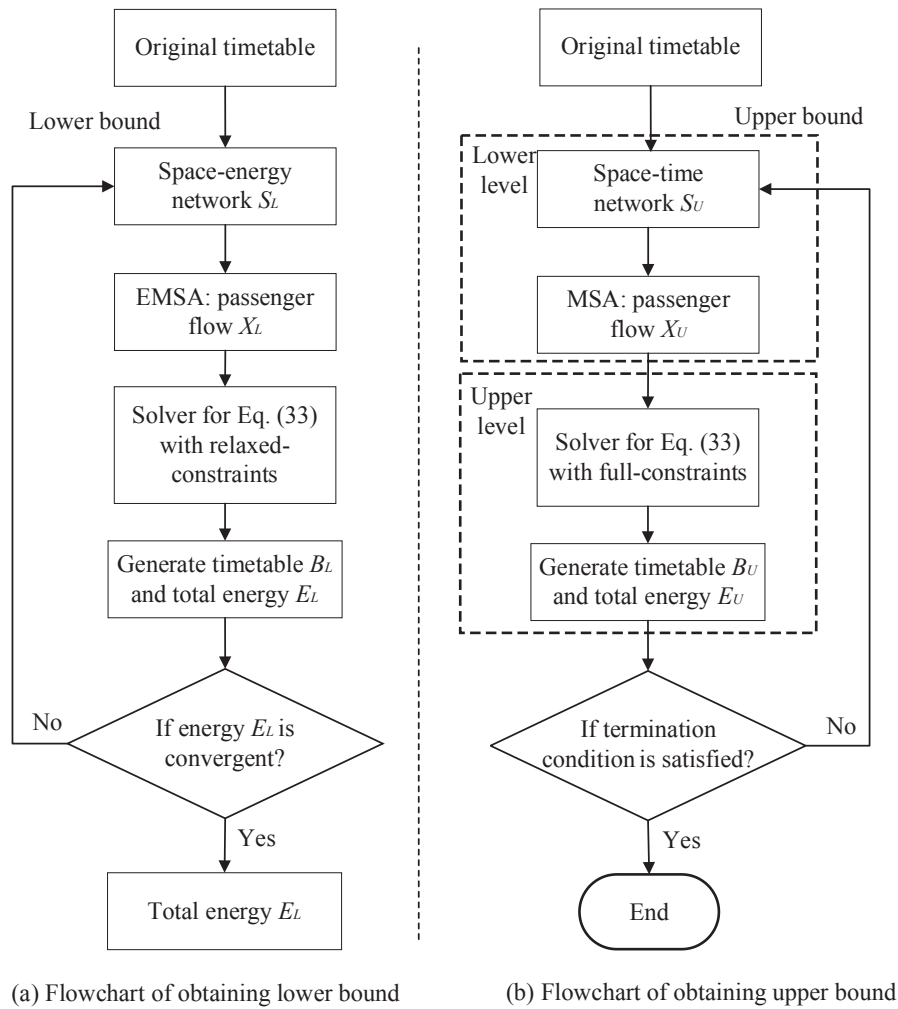 Original timetable
Lower bound
Space-energy
network SL
EMSA: passenger
flow XL
Solver for Eq. (33)
with relaxed-
constraints
Generate timetable BL
and total energy EL
If energy EL is
convergent?
No
Yes
Total energy EL
(a) Flowchart of obtaining lower bound
Original timetable
Upper bound
Lower
level
Space-time
network SU
MSA: passenger
flow XU
Upper
level
Solver for Eq. (33)
with full-constraints
Generate timetable BU
and total energy EU
If termination
condition is satisfied?
No
Yes
End
(b) Flowchart of obtaining upper bound